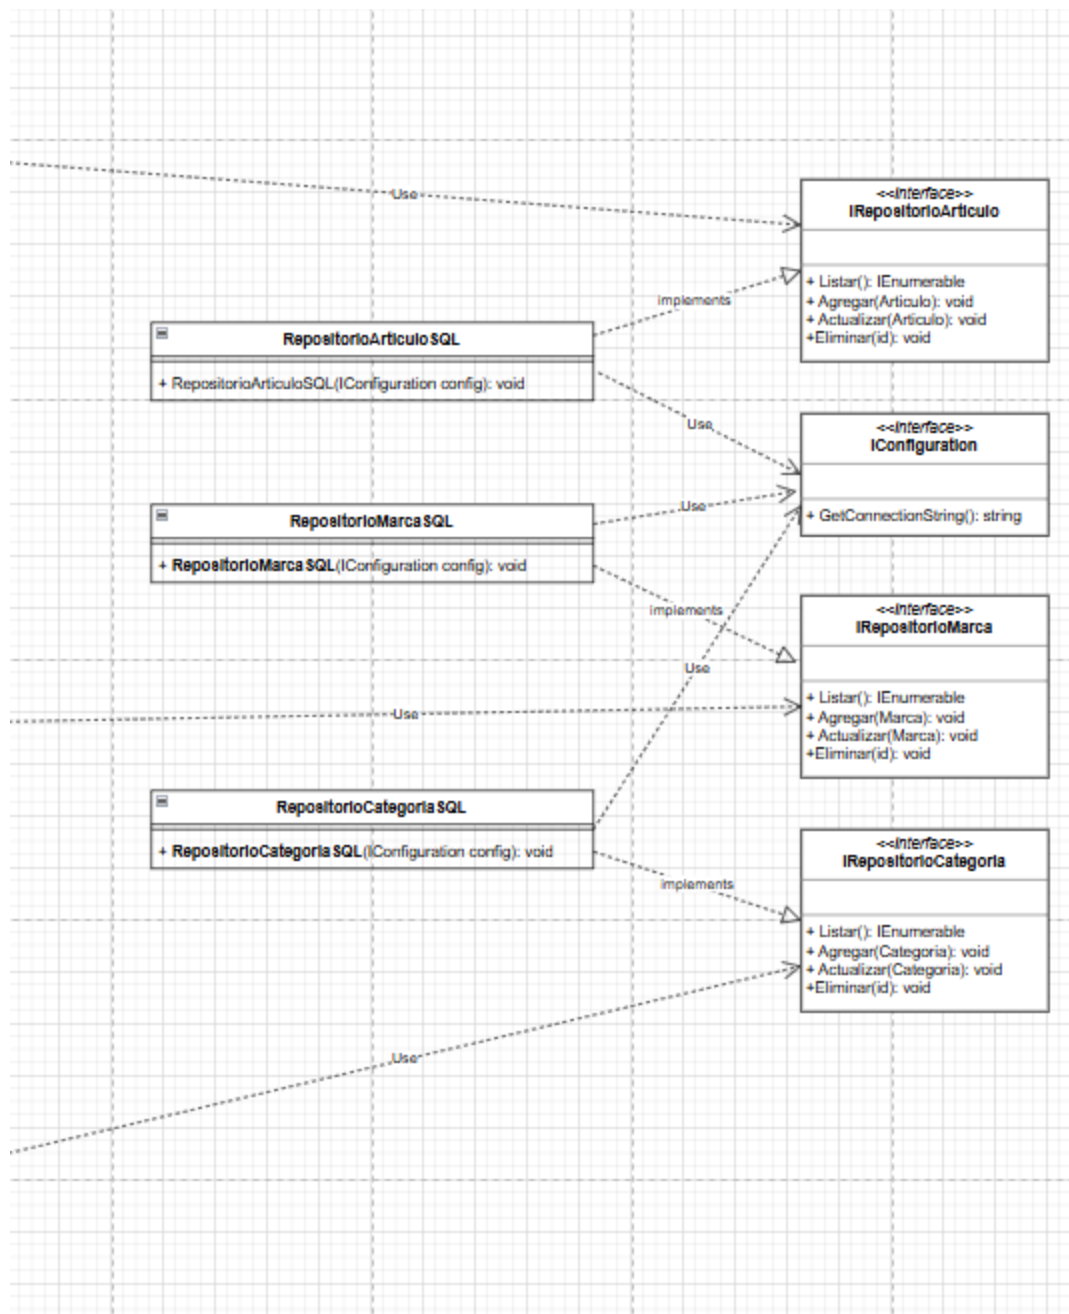 Use
<<Interface>>
IRepositorioArticulo
+ Listar(): IEnumerable
+ Agregar(Articulo): void
+ Actualizar(Articulo): void
+Eliminar(id): void
implements
RepositorioArticuloSQL
+ RepositorioArticuloSQL(IConfiguration config): void
Use
<<Interface>>
IConfiguration
+ GetConnectionString(): string
Use
RepositorioMarcaSQL
+ RepositorioMarcaSQL(IConfiguration config): void
implements
<<Interface>>
IRepositorioMarca
+ Listar(): IEnumerable
+ Agregar(Marca): void
+ Actualizar(Marca): void
+Eliminar(id): void
Use
Use
RepositorioCategoriaSQL
+ RepositorioCategoriaSQL(IConfiguration config): void
implements
<<Interface>>
IRepositorioCategoria
+ Listar(): IEnumerable
+ Agregar(Categoria): void
+ Actualizar(Categoria): void
+Eliminar(id): void
Use